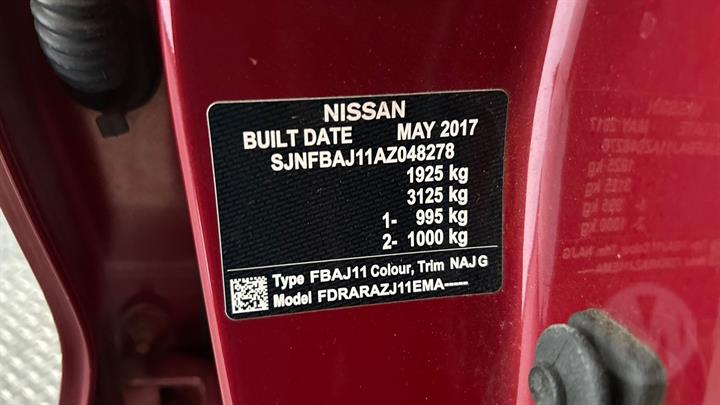 NISSAN
BUILT DATE MAY 2017
SJNFBAJ11AZ048278
1925 kg
3125 kg
1- 995 kg
2- 1000 kg
Type FBAJ11 Colour, Trim NAJ G
Model FDRARAZJ11EMA-----